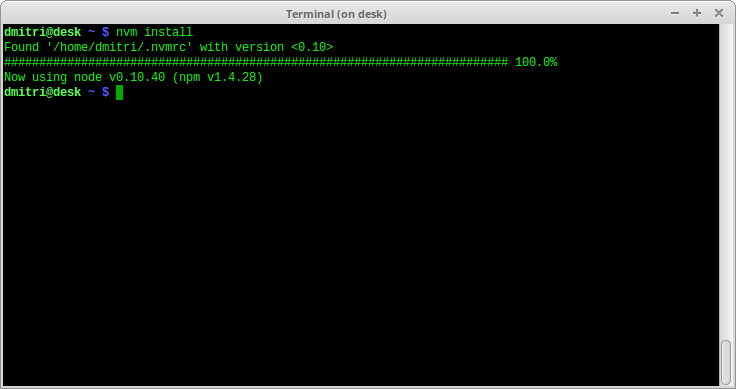 Terminal (on desk)
dmitri@desk ~ $ nvm install
Found '/home/dmitri/.nvmrc' with version <0.10>
######################################################################## 100.0%
Now using node v0.10.40 (npm v1.4.28)
dmitri@desk ~ $